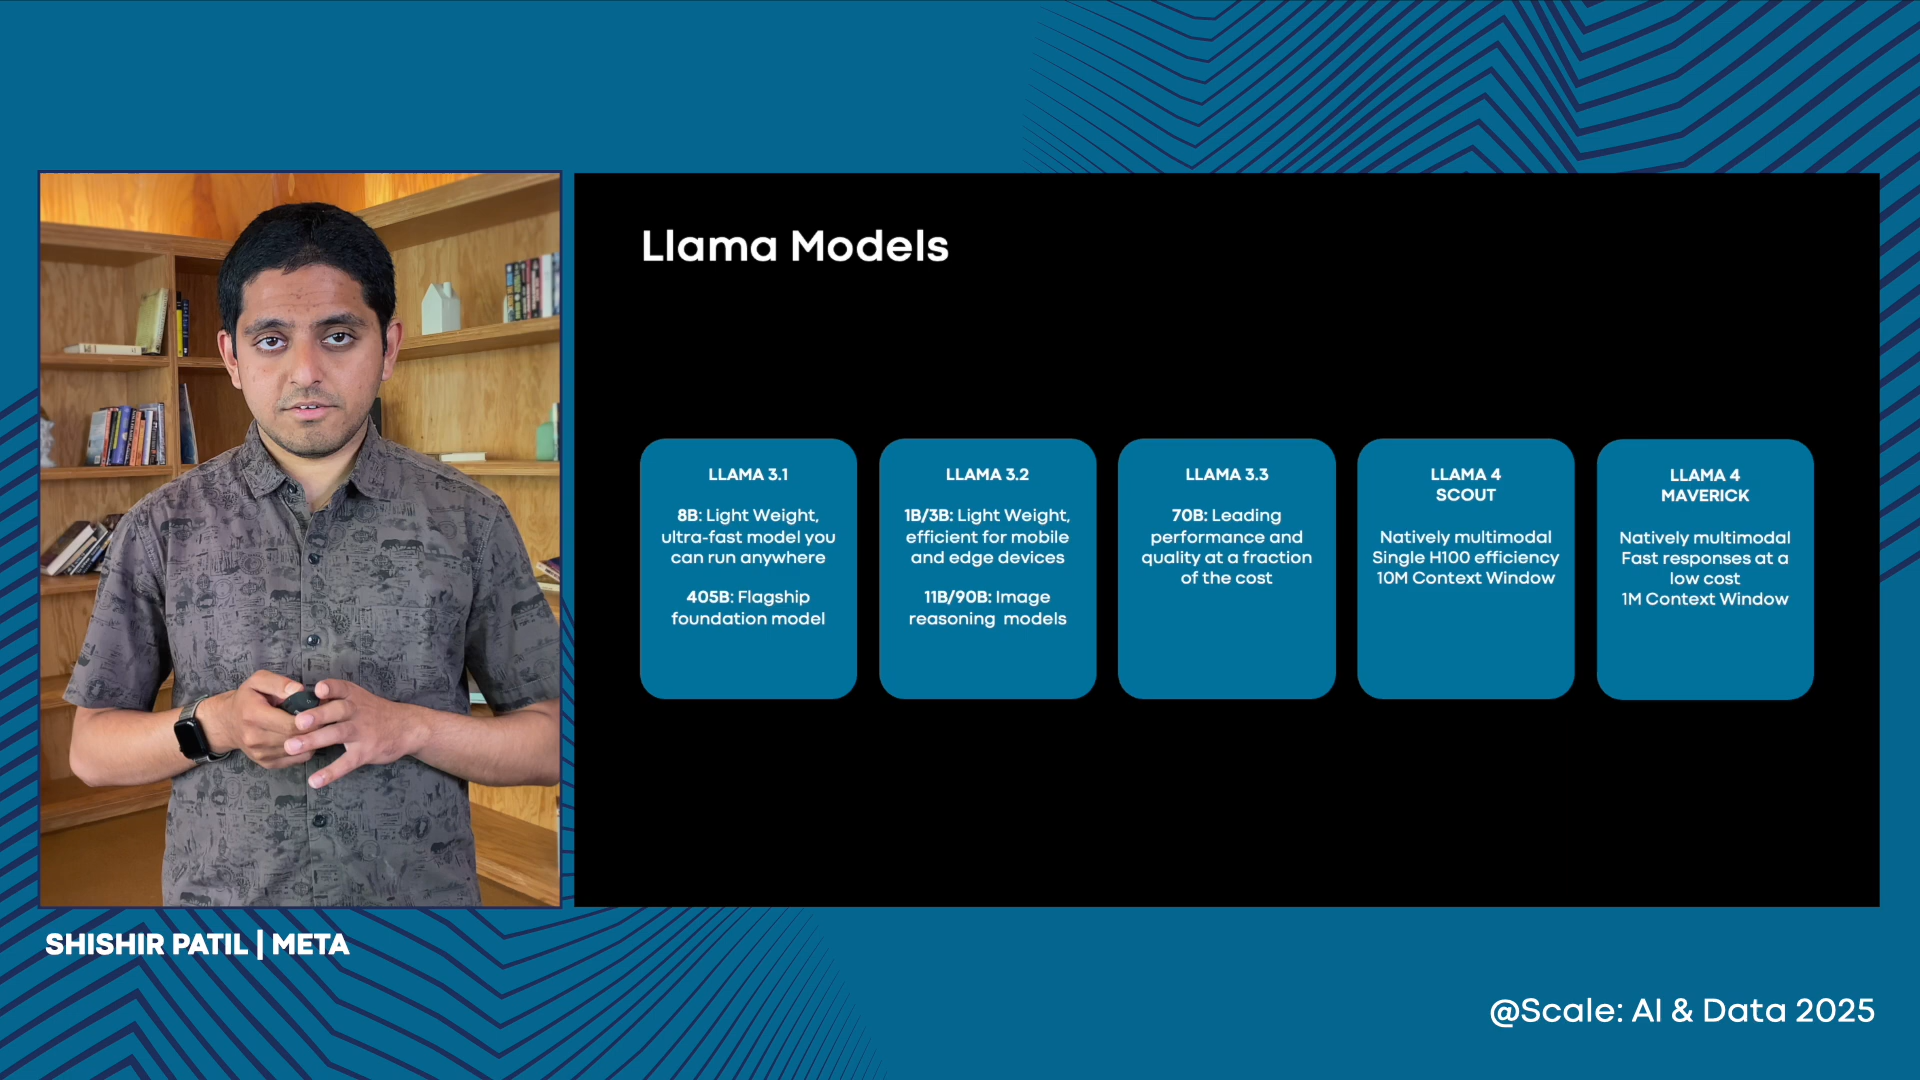 Llama Models
LLAMA 3.1
8B: Light Weight,
ultra-fast model you
can run anywhere
405B: Flagship
foundation model
LLAMA 3.2
1B/3B: Light Weight,
efficient for mobile
and edge devices
11B/90B: Image
reasoning models
LLAMA 3.3
70B: Leading
performance and
quality at a fraction
of the cost
LLAMA 4
SCOUT
Natively multimodal
Single H100 efficiency
10M Context Window
LLAMA 4
MAVERICK
Natively multimodal
Fast responses at a
low cost
1M Context Window
SHISHIR PATIL | META
@Scale: AI & Data 2025